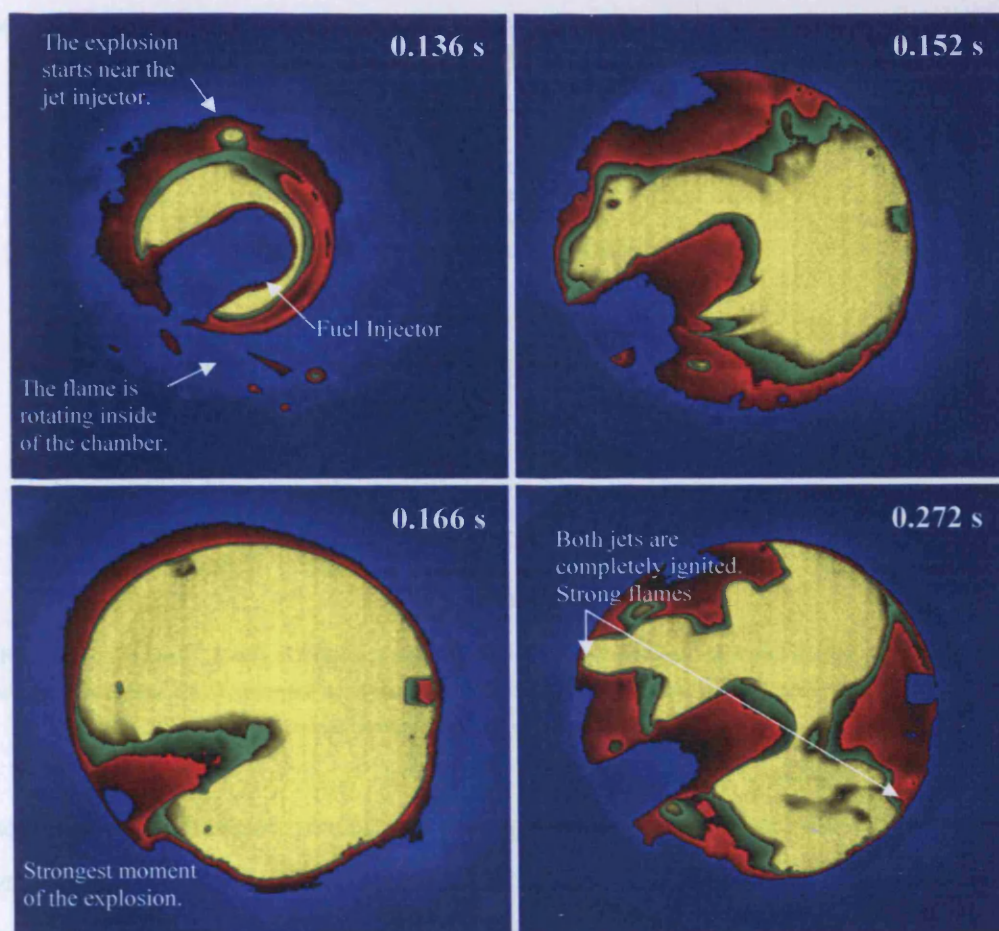 The explosion
starts near the
jet injector.
0.136 s
Fuel Injector
The flame is
rotating inside
of the chamber.
0.152 s
0.166 s
Strongest moment
of the explosion.
0.272 s
Both jets are
completely ignited.
Strong flames